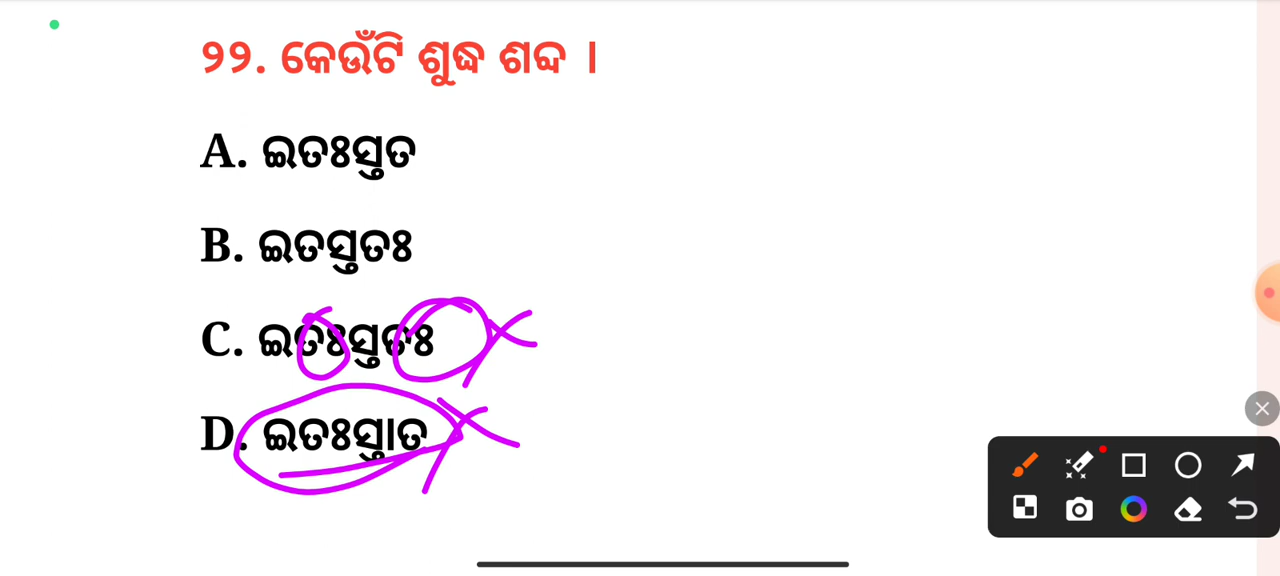 ୨୨. କେଉଁଟି ଶୁଦ୍ଧ ଶବ୍ଦ ।
A. ଇତଃସ୍ତତ
B. ଇତସ୍ତତଃ
C. ଇତଃସ୍ତତଃ
D. ଇତଃସ୍ତାତ